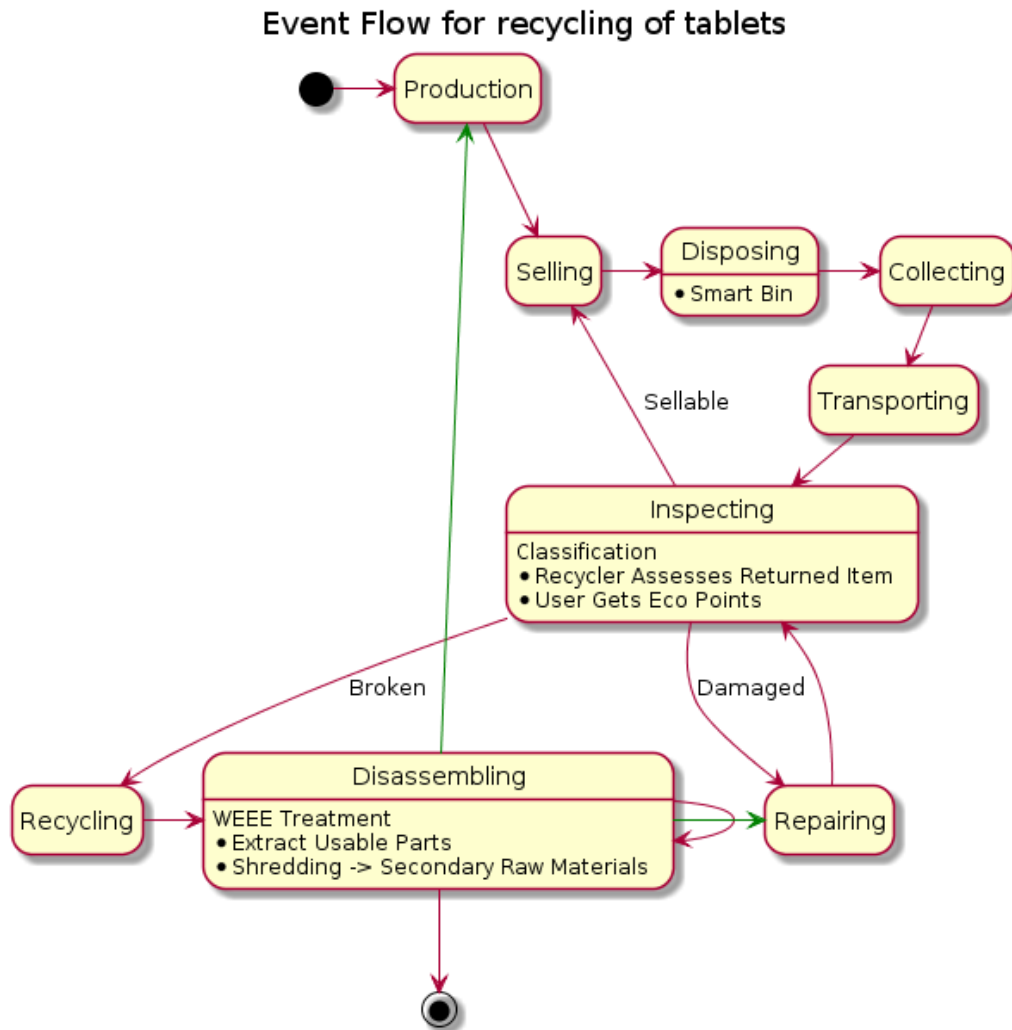 Event Flow for recycling of tablets
Production
Selling
Disposing
• Smart Bin
Collecting
Transporting
Sellable
Inspecting
Classification
• Recycler Assesses Returned Item
• User Gets Eco Points
Broken
Damaged
Recycling
Disassembling
WEEE Treatment
• Extract Usable Parts
• Shredding -> Secondary Raw Materials
Repairing